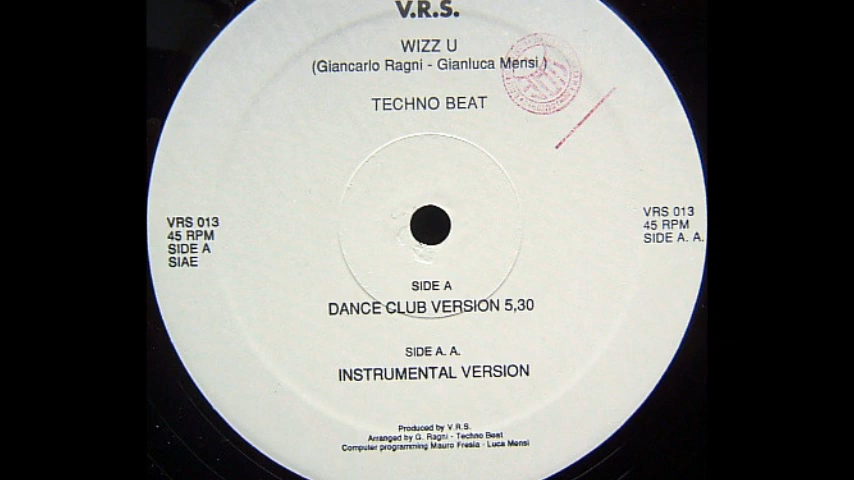 V.R.S.
WIZZ U
(Giancarlo Ragni - Gianluca Mensi)
TECHNO BEAT
VRS 013
45 RPM
SIDE A
SIAE
VRS 013
45 RPM
SIDE A. A.
SIDE A
DANCE CLUB VERSION 5,30
SIDE A. A.
INSTRUMENTAL VERSION
Produced by V.R.S.
Arranged by G. Ragni - Techno Beat
Computer programming Mauro Fresia - Luca Mensi